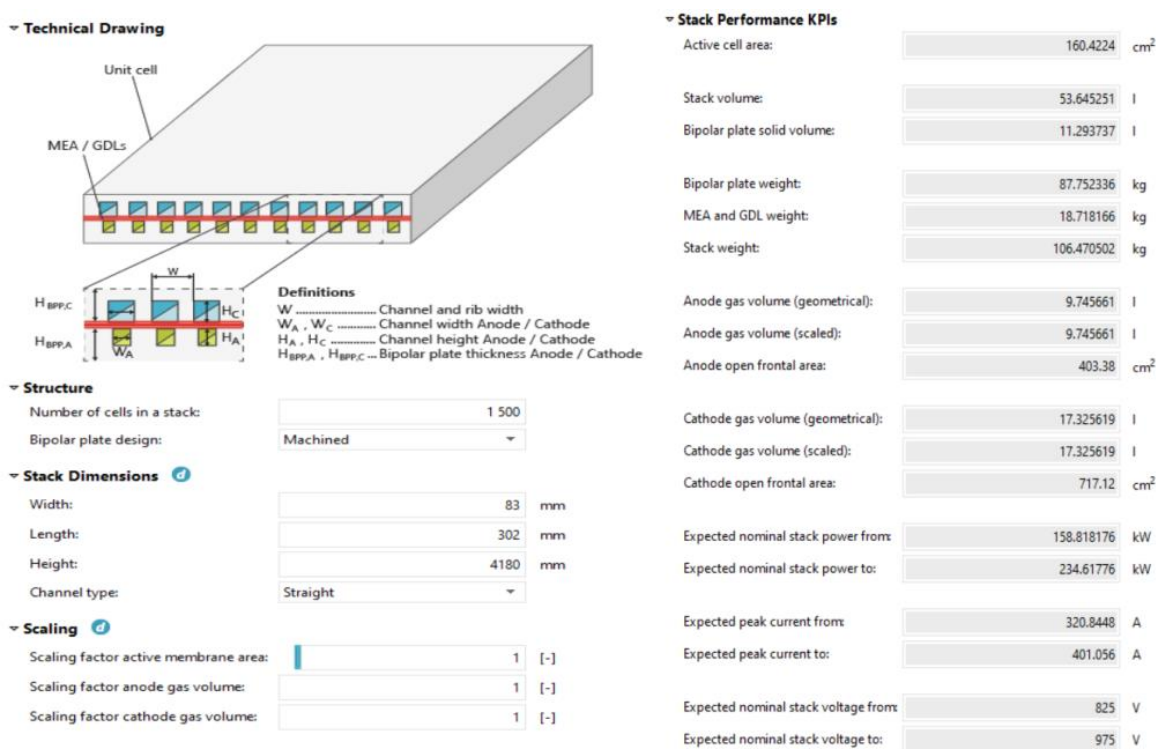 Technical Drawing
Unit cell
MEA / GDLs
W
H BPP,C
H BPP,A
H C
H A
W A
Definitions
W ........................ Channel and rib width
W A , W C ............ Channel width Anode / Cathode
H A , H C ............. Channel height Anode / Cathode
H BPP,A , H BPP,C ... Bipolar plate thickness Anode / Cathode
Structure
Number of cells in a stack: 1 500
Bipolar plate design: Machined
Stack Dimensions d
Width: 83 mm
Length: 302 mm
Height: 4180 mm
Channel type: Straight
Scaling d
Scaling factor active membrane area: 1 [-]
Scaling factor anode gas volume: 1 [-]
Scaling factor cathode gas volume: 1 [-]
Stack Performance KPIs
Active cell area: 160.4224 cm²
Stack volume: 53.645251 l
Bipolar plate solid volume: 11.293737 l
Bipolar plate weight: 87.752336 kg
MEA and GDL weight: 18.718166 kg
Stack weight: 106.470502 kg
Anode gas volume (geometrical): 9.745661 l
Anode gas volume (scaled): 9.745661 l
Anode open frontal area: 403.38 cm²
Cathode gas volume (geometrical): 17.325619 l
Cathode gas volume (scaled): 17.325619 l
Cathode open frontal area: 717.12 cm²
Expected nominal stack power from: 158.818176 kW
Expected nominal stack power to: 234.61776 kW
Expected peak current from: 320.8448 A
Expected peak current to: 401.056 A
Expected nominal stack voltage from: 825 V
Expected nominal stack voltage to: 975 V